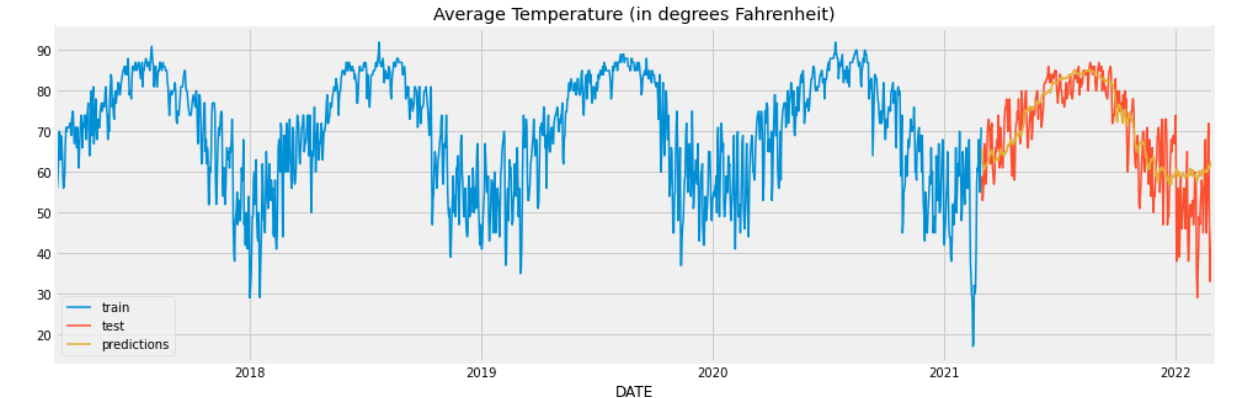 Average Temperature (in degrees Fahrenheit)
90
80
70
60
50
40
30
20
train
test
predictions
2018
2019
2020
2021
2022
DATE